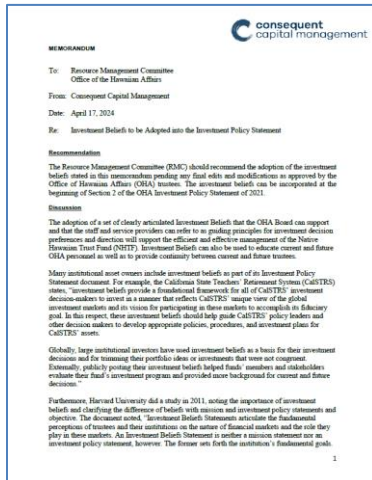 consequent
capital management
MEMORANDUM
To: Resource Management Committee
Office of the Hawaiian Affairs
From: Consequent Capital Management
Date: April 17, 2024
Re: Investment Beliefs to be Adopted into the Investment Policy Statement
Recommendation
The Resource Management Committee (RMC) should recommend the adoption of the investment
beliefs stated in this memorandum pending any final edits and modifications as approved by the
Office of Hawaiian Affairs (OHA) trustees. The investment beliefs can be incorporated at the
beginning of Section 2 of the OHA Investment Policy Statement of 2021.
Discussion
The adoption of a set of clearly articulated Investment Beliefs that the OHA Board can support
and that the staff and service providers can refer to as guiding principles for investment decision
preferences and direction will support the efficient and effective management of the Native
Hawaiian Trust Fund (NHTF). Investment Beliefs can also be used to educate current and future
OHA personnel as well as to provide continuity between current and future trustees.
Many institutional asset owners include investment beliefs as part of its Investment Policy
Statement document. For example, the California State Teachers' Retirement System (CalSTRS)
states, "investment beliefs provide a foundational framework for all of CalSTRS' investment
decision-makers to invest in a manner that reflects CalSTRS' unique view of the global
investment markets and its vision for participating in these markets to accomplish its fiduciary
goal. In this respect, these investment beliefs should help guide CalSTRS' policy leaders and
other decision makers to develop appropriate policies, procedures, and investment plans for
CalSTRS' assets.
Globally, large institutional investors have used investment beliefs as a basis for their investment
decisions and for trimming their portfolio ideas or investments that were not congruent.
Externally, publicly posting their investment beliefs helped funds' members and stakeholders
evaluate their fund's investment program and provided more background for current and future
decisions."
Furthermore, Harvard University did a study in 2011, noting the importance of investment
beliefs and clarifying the difference of beliefs with mission and investment policy statements and
objective. The document noted, "Investment Beliefs Statements articulate the fundamental
perceptions of trustees and their institutions on the nature of financial markets and the role they
play in these markets. An Investment Beliefs Statement is neither a mission statement nor an
investment policy statement, however. The former sets forth the institution's fundamental goals.
1